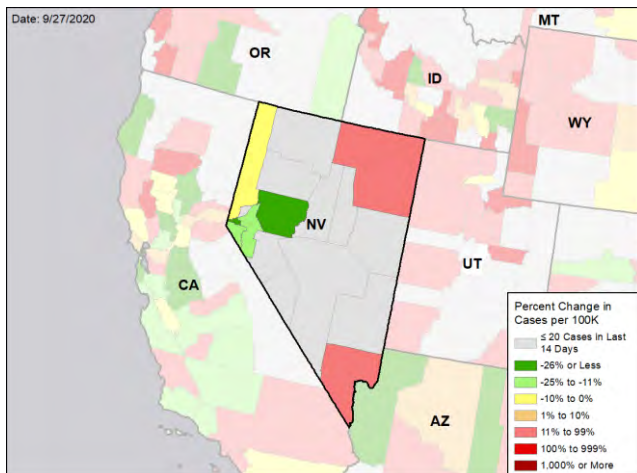 Date: 9/27/2020
MT
OR
ID
WY
NV
UT
CA
AZ
Percent Change in
Cases per 100K
≤ 20 Cases in Last
14 Days
-26% or Less
-25% to -11%
-10% to 0%
1% to 10%
11% to 99%
100% to 999%
1,000% or More